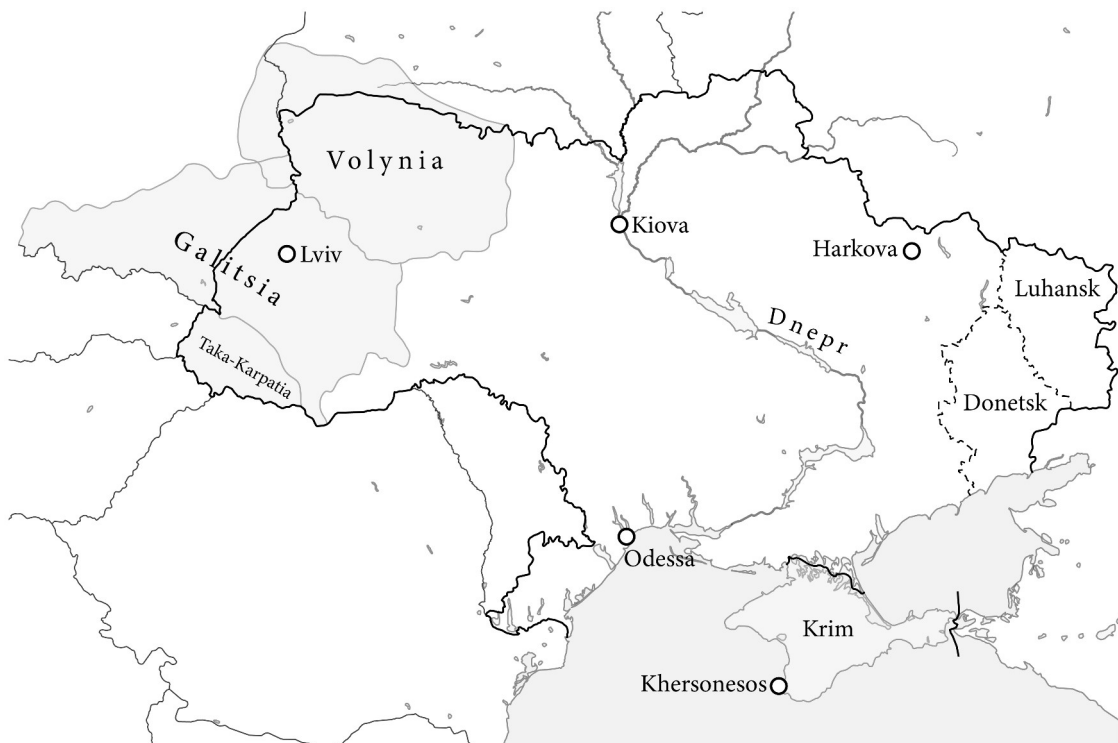 Volynia
Kiova
Galitsia
Lviv
Harkova
Luhansk
Dnepr
Taka-Karpatia
Donetsk
Odessa
Krim
Khersonesos